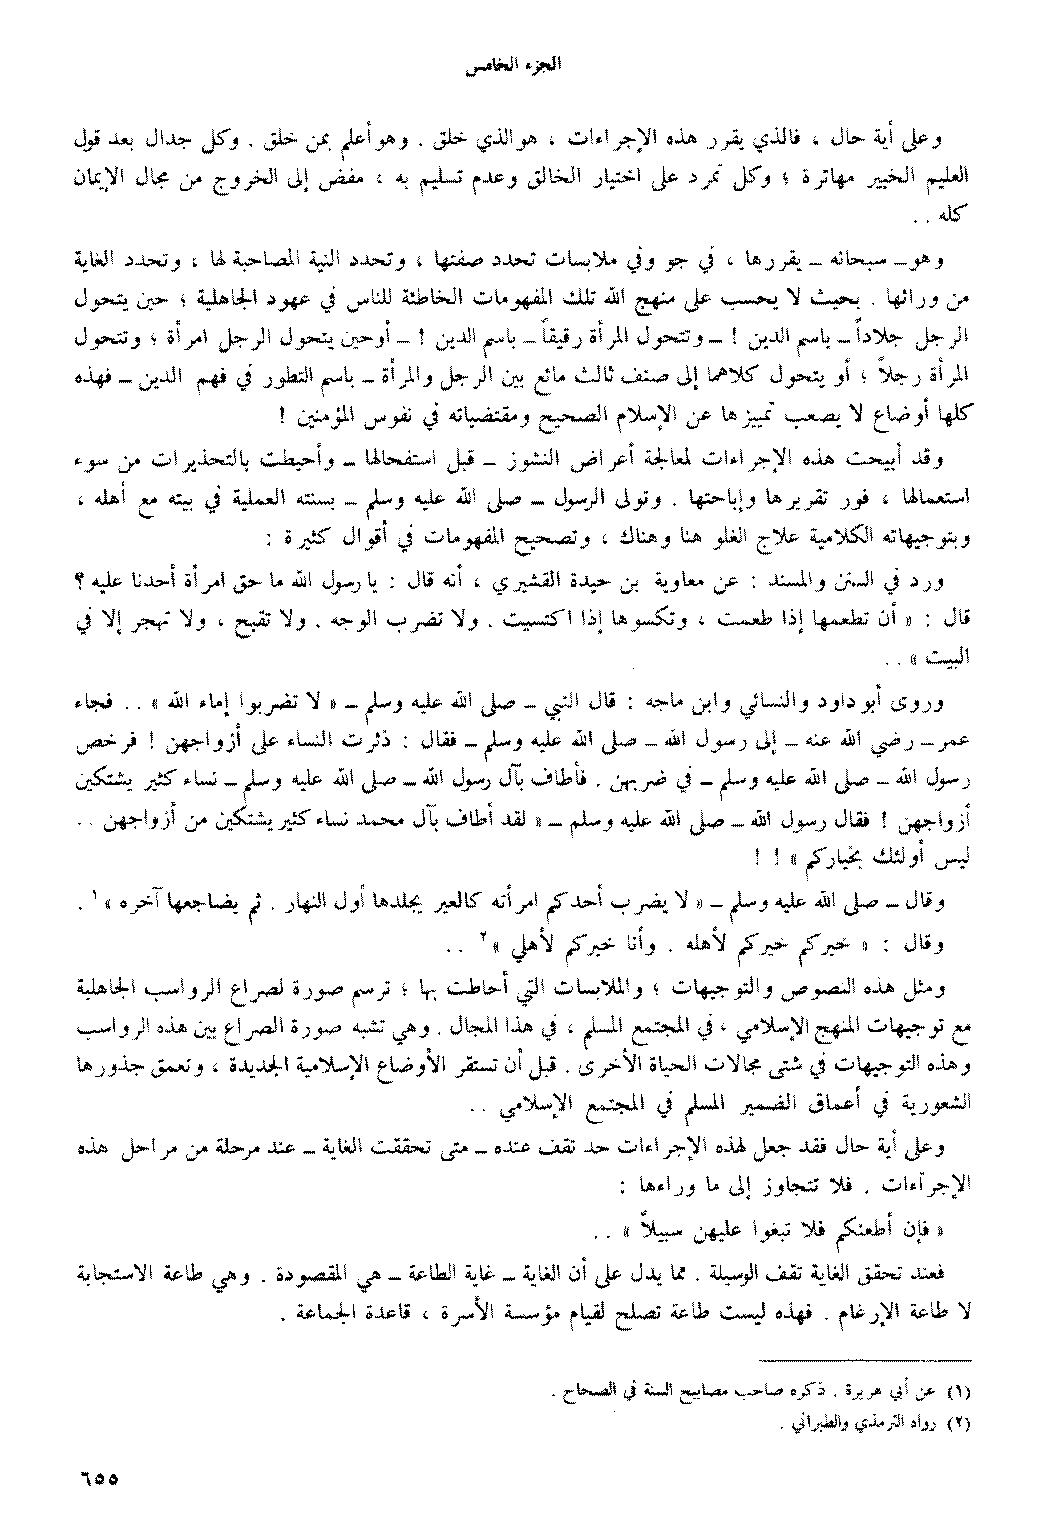 الجزء الخامس
وعلى أية حال ، فالذي يقرر هذه الإجراءات ، هو الذي خلق . وهو أعلم بمن خلق . وكل جدال بعد قول
العليم الخبير مهاترة ؛ وكل تمرد على اختيار الخالق وعدم تسليم به ، مفض إلى الخروج من مجال الإيمان
كله . .
وهو ـ سبحانه ـ يقررها ، في جو وفي ملابسات تحدد صفتها ، وتحدد النية المصاحبة لها ، وتحدد الغاية
من ورائها . بحيث لا يحسب على منهج الله تلك المفهومات الخاطئة للناس في عهود الجاهلية ؛ حين يتحول
الرجل جلاداً ـ باسم الدين ! ـ وتتحول المرأة رقيقاً ـ باسم الدين ! ـ أو حين يتحول الرجل امرأة ؛ وتتحول
المرأة رجلاً ؛ أو يتحول كلاهما إلى صنف ثالث مائع بين الرجل والمرأة ـ باسم التطور في فهم الدين ـ فهذه
كلها أوضاع لا يصعب تمييزها عن الإسلام الصحيح ومقتضياته في نفوس المؤمنين !
وقد أبيحت هذه الإجراءات لمعالجة أعراض النشوز ـ قبل استفحالها ـ وأحيطت بالتحذيرات من سوء
استعمالها ، فور تقريرها وإباحتها . وتولى الرسول ـ صلى الله عليه وسلم ـ بسنته العملية في بيته مع أهله ،
وبتوجيهاته الكلامية علاج الغلو هنا وهناك ، وتصحيح المفهومات في أقوال كثيرة :
ورد في السنن والمسند : عن معاوية بن حيدة القشيري ، أنه قال : يا رسول الله ما حق امرأة أحدنا عليه ؟
قال : « أن تطعمها إذا طعمت ، وتكسوها إذا اكتسيت . ولا تضرب الوجه . ولا تقبح ، ولا تهجر إلا في
البيت » . .
وروى أبو داود والنسائي وابن ماجه : قال النبي ـ صلى الله عليه وسلم ـ « لا تضربوا إماء الله » . . فجاء
عمر ـ رضي الله عنه ـ إلى رسول الله ـ صلى الله عليه وسلم ـ فقال : ذئرت النساء على أزواجهن ! فرخص
رسول الله ـ صلى الله عليه وسلم ـ في ضربهن . فأطاف بآل رسول الله ـ صلى الله عليه وسلم ـ نساء كثير يشتكين
أزواجهن ! فقال رسول الله ـ صلى الله عليه وسلم ـ « لقد أطاف بآل محمد نساء كثير يشتكين من أزواجهن . .
ليس أولئك بخياركم » ! !
وقال ـ صلى الله عليه وسلم ـ « لا يضرب أحدكم امرأته كالعير يجلدها أول النهار . ثم يضاجعها آخره »١ .
وقال : « خيركم خيركم لأهله . وأنا خيركم لأهلي »٢ . .
ومثل هذه النصوص والتوجيهات ؛ والملابسات التي أحاطت بها ؛ ترسم صورة لصراع الرواسب الجاهلية
مع توجيهات المنهج الإسلامي ، في المجتمع المسلم ، في هذا المجال . وهي تشبه صورة الصراع بين هذه الرواسب
وهذه التوجيهات في شتى مجالات الحياة الأخرى . قبل أن تستقر الأوضاع الإسلامية الجديدة ، وتعمق جذورها
الشعورية في أعماق الضمير المسلم في المجتمع الإسلامي . .
وعلى أية حال فقد جعل لهذه الإجراءات حد تقف عنده ـ متى تحققت الغاية ـ عند مرحلة من مراحل هذه
الإجراءات . فلا تتجاوز إلى ما وراءها :
« فإن أطعنكم فلا تبغوا عليهن سبيلاً » . .
فعند تحقق الغاية تقف الوسيلة . مما يدل على أن الغاية ـ غاية الطاعة ـ هي المقصودة . وهي طاعة الاستجابة
لا طاعة الإرغام . فهذه ليست طاعة تصلح لقيام مؤسسة الأسرة ، قاعدة الجماعة .
(١) عن أبي هريرة . ذكره صاحب مصابيح السنة في الصحاح .
(٢) رواه الترمذي والطبراني .
٦٥٥